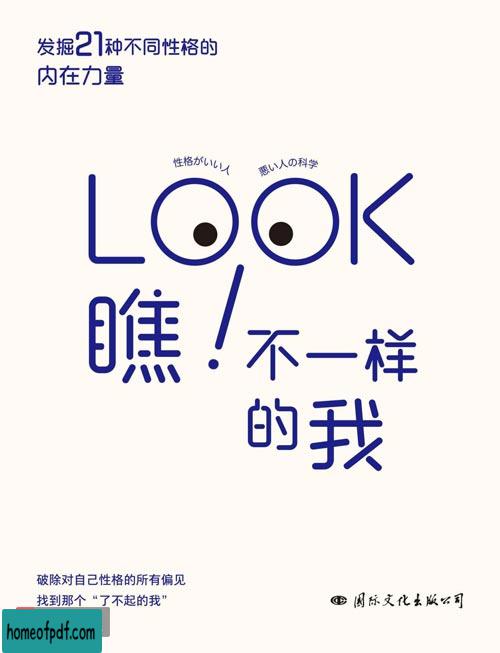 发掘21种不同性格的
内在力量
性格がいい人 悪い人の科学
LOOK
瞧!不一样
的我
破除对自己性格的所有偏见
找到那个“了不起的我”
国际文化出版公司
homeofpdf.com